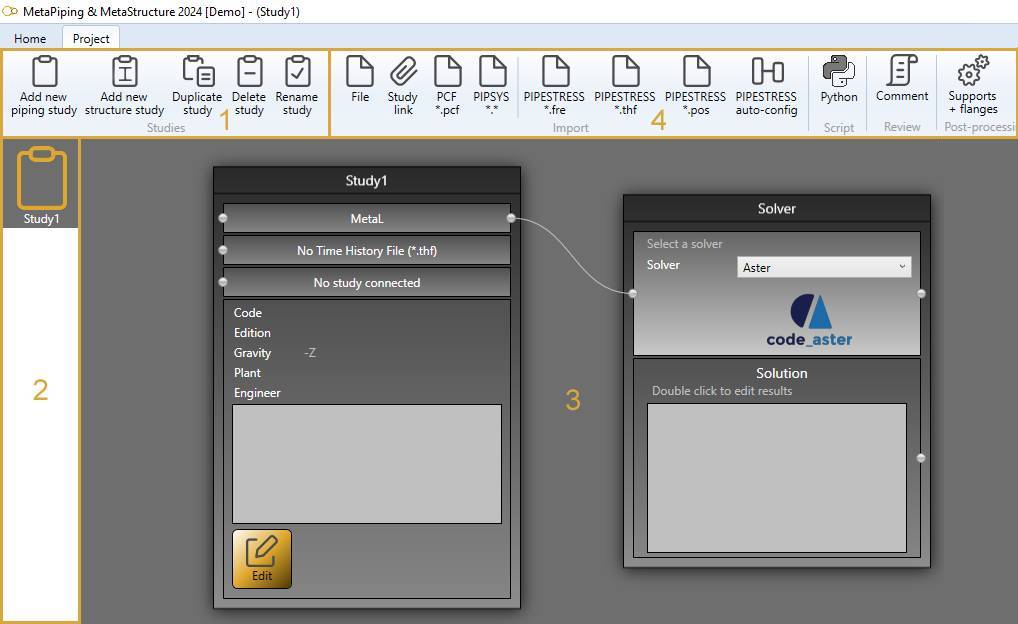 MetaPiping & MetaStructure 2024 [Demo] - (Study1)
Home Project
Add new
piping study
Add new
structure study
Duplicate
study
Delete
study
Rename
study
Studies
1
File
Study
link
PCF
*.pcf
PIPSYS
*.*
PIPESTRESS
*.fre
PIPESTRESS
*.thf
PIPESTRESS
*.pos
PIPESTRESS
auto-config
Import
4
Python
Script
Comment
Review
Supports
+ flanges
Post-processi
Study1
2
Study1
MetaL
No Time History File (*.thf)
No study connected
Code
Edition
Gravity -Z
Plant
Engineer
Edit
3
Solver
Select a solver
Solver Aster
code_aster
Solution
Double click to edit results